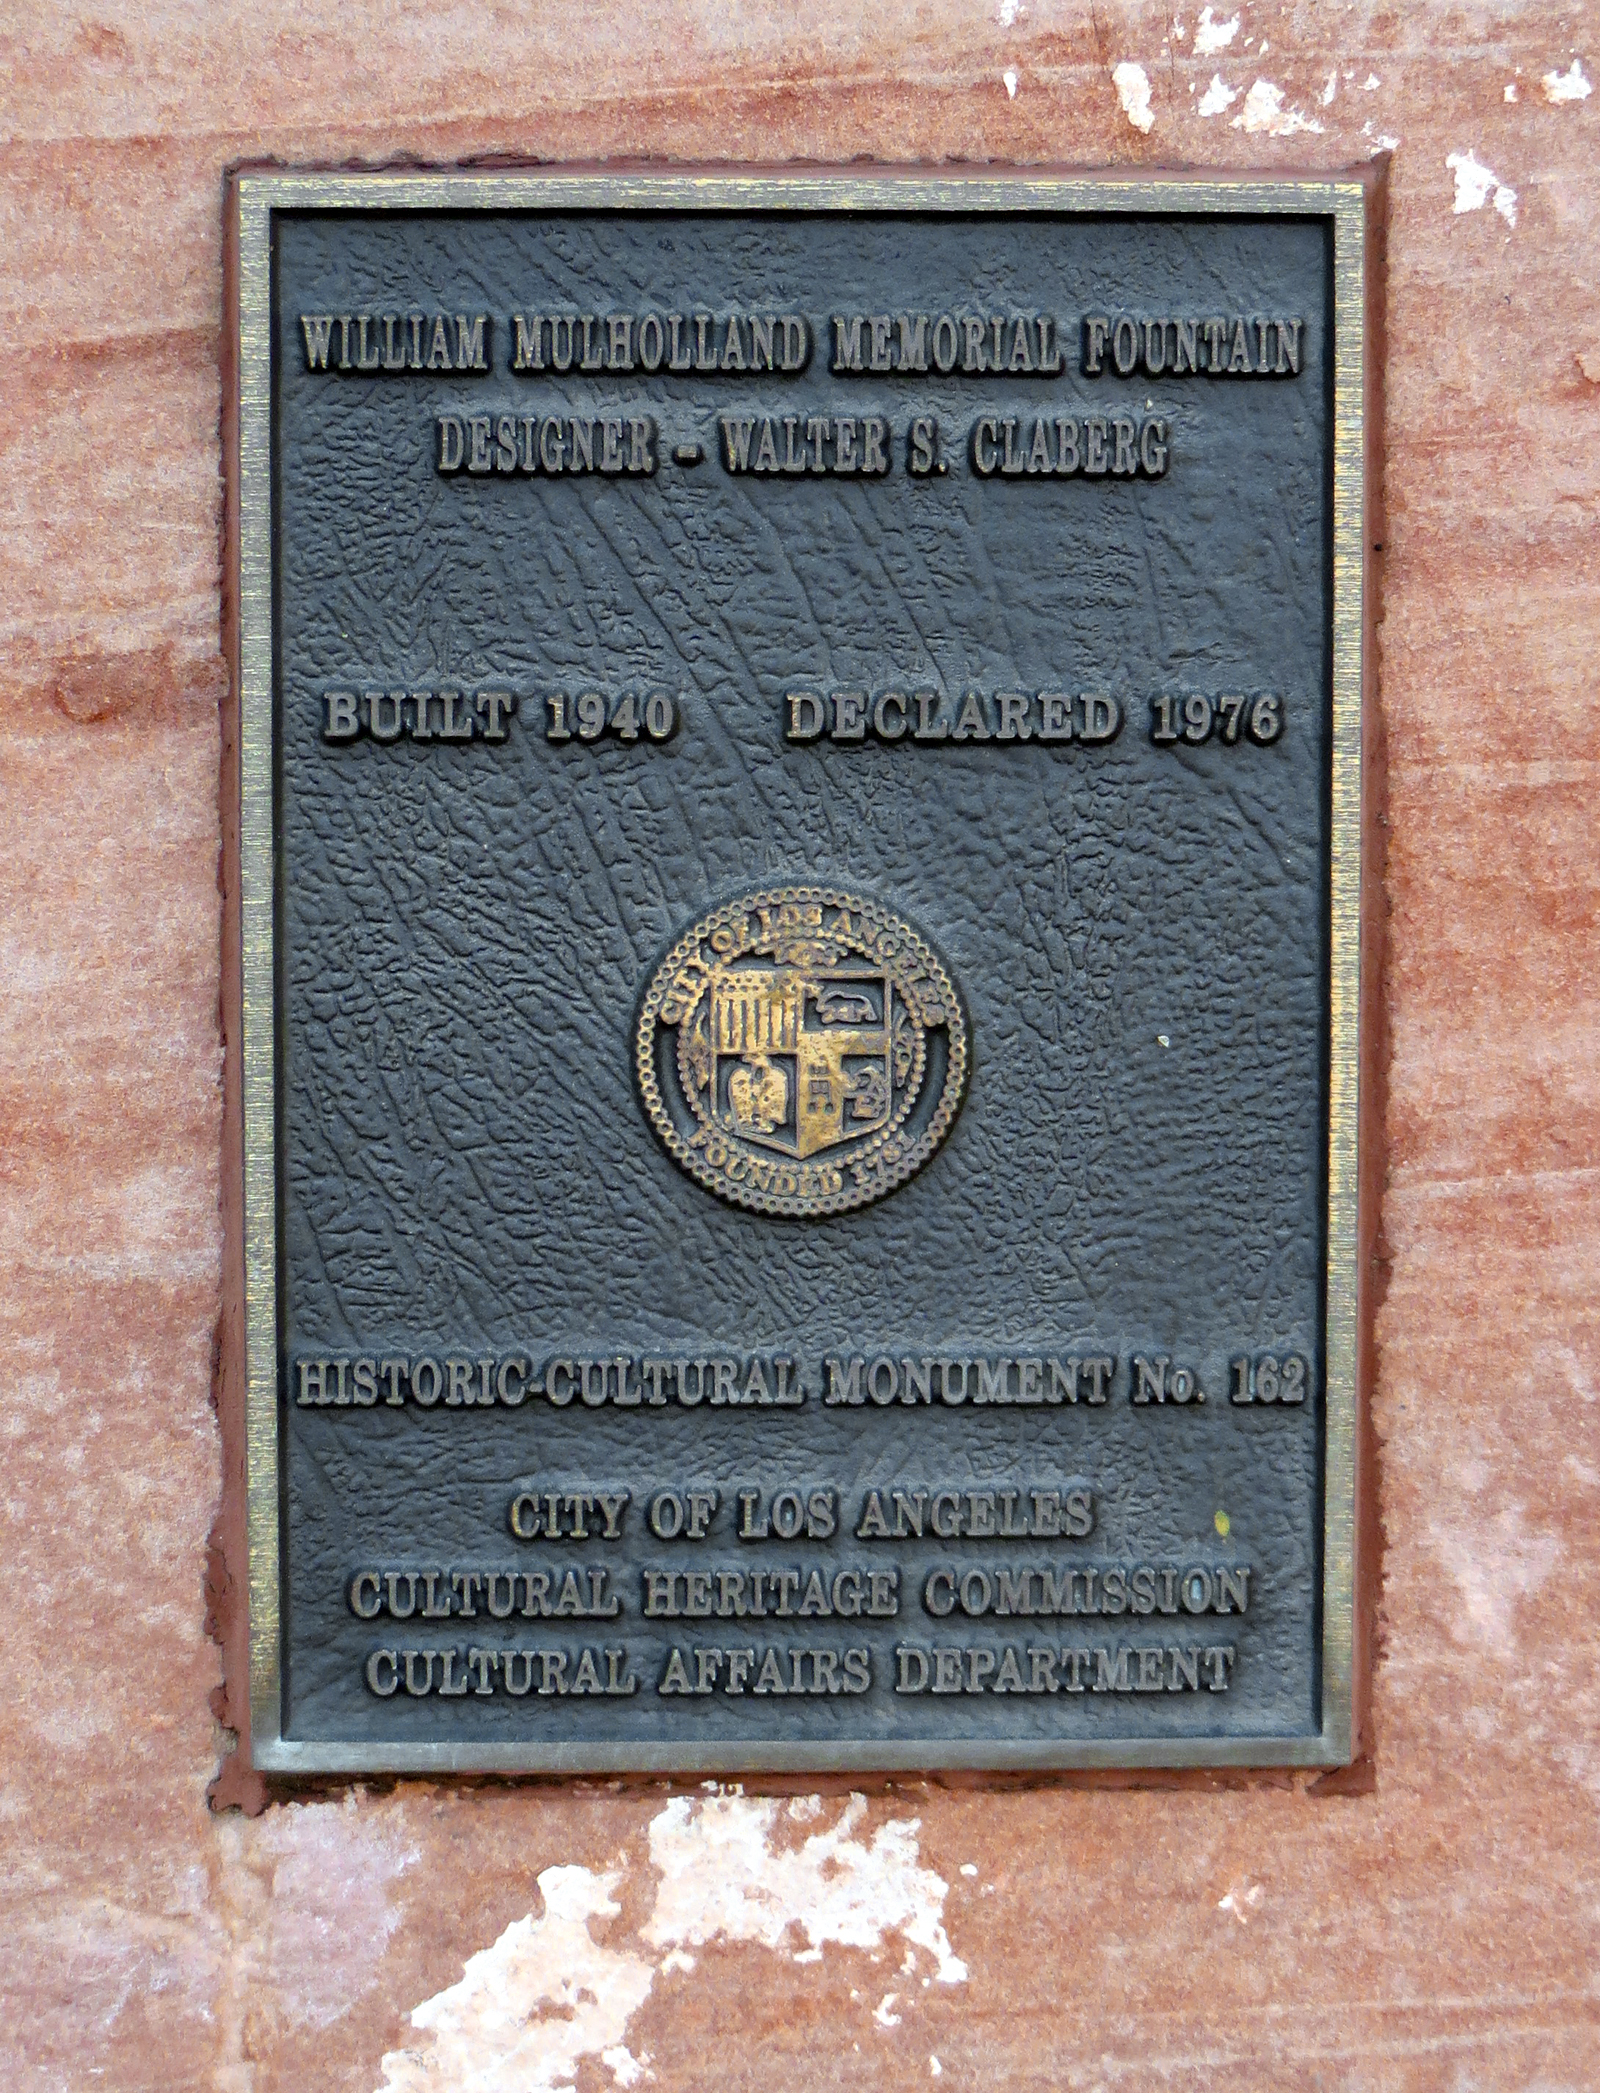 WILLIAM MULHOLLAND MEMORIAL FOUNTAIN
DESIGNER - WALTER S. CLABERG
BUILT 1940 DECLARED 1976
CITY OF LOS ANGELES
FOUNDED 1781
HISTORIC-CULTURAL MONUMENT No. 162
CITY OF LOS ANGELES
CULTURAL HERITAGE COMMISSION
CULTURAL AFFAIRS DEPARTMENT